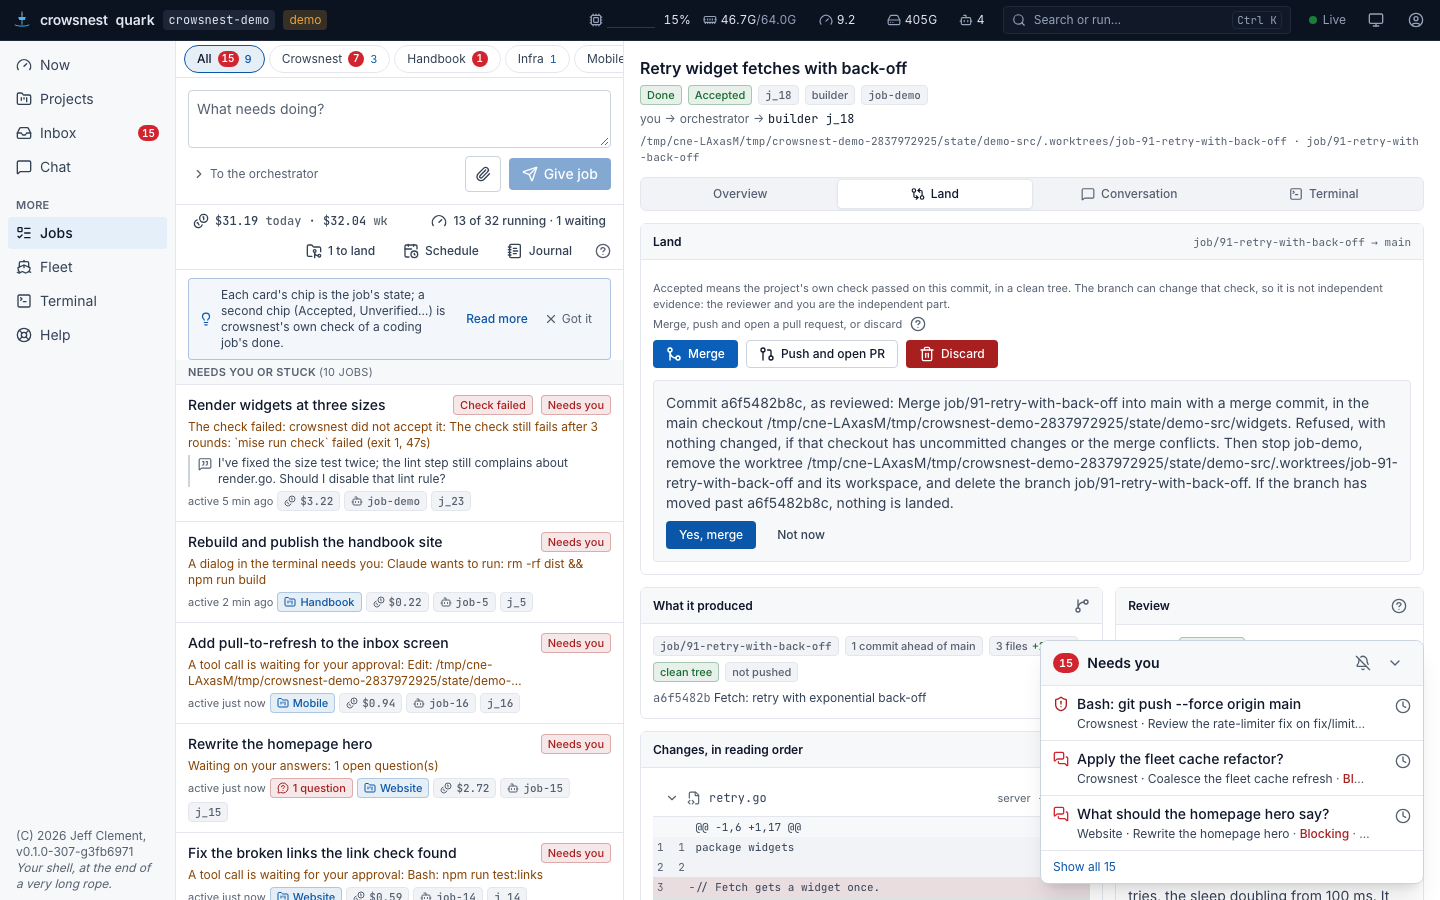 crowsnest quark crowsnest-demo demo
15% 46.7G/64.0G 9.2 405G 4
Search or run... Ctrl K
Live
Now
Projects
Inbox 15
Chat
MORE
Jobs
Fleet
Terminal
Help
(C) 2026 Jeff Clement,
v0.1.0-307-g3fb6971
Your shell, at the end of
a very long rope.
All 15 9 Crowsnest 7 3 Handbook 1 Infra 1 Mobile
What needs doing?
To the orchestrator Give job
$31.19 today · $32.04 wk 13 of 32 running · 1 waiting
1 to land Schedule Journal
Each card's chip is the job's state; a
second chip (Accepted, Unverified...) is
crowsnest's own check of a coding
job's done.
Read more Got it
NEEDS YOU OR STUCK (10 JOBS)
Render widgets at three sizes Check failed Needs you
The check failed: crowsnest did not accept it: The check still fails after 3
rounds: `mise run check` failed (exit 1, 47s)
I've fixed the size test twice; the lint step still complains about
render.go. Should I disable that lint rule?
active 5 min ago $3.22 job-demo j_23
Rebuild and publish the handbook site Needs you
A dialog in the terminal needs you: Claude wants to run: rm -rf dist &&
npm run build
active 2 min ago Handbook $0.22 job-5 j_5
Add pull-to-refresh to the inbox screen Needs you
A tool call is waiting for your approval: Edit: /tmp/cne-
LAxasM/tmp/crowsnest-demo-2837972925/state/demo-...
active just now Mobile $0.94 job-16 j_16
Rewrite the homepage hero Needs you
Waiting on your answers: 1 open question(s)
active just now 1 question Website $2.72 job-15
j_15
Fix the broken links the link check found Needs you
A tool call is waiting for your approval: Bash: npm run test:links
active just now Website $0.59 job-14 j_14
Retry widget fetches with back-off
Done Accepted j_18 builder job-demo
you → orchestrator → builder j_18
/tmp/cne-LAxasM/tmp/crowsnest-demo-2837972925/state/demo-src/.worktrees/job-91-retry-with-back-off · job/91-retry-with
-back-off
Overview Land Conversation Terminal
Land job/91-retry-with-back-off → main
Accepted means the project's own check passed on this commit, in a clean tree. The branch can change that check, so it is not independent
evidence: the reviewer and you are the independent part.
Merge, push and open a pull request, or discard
Merge Push and open PR Discard
Commit a6f5482b8c, as reviewed: Merge job/91-retry-with-back-off into main with a merge commit, in the
main checkout /tmp/cne-LAxasM/tmp/crowsnest-demo-2837972925/state/demo-src/widgets. Refused, with
nothing changed, if that checkout has uncommitted changes or the merge conflicts. Then stop job-demo,
remove the worktree /tmp/cne-LAxasM/tmp/crowsnest-demo-2837972925/state/demo-src/.worktrees/job-91-
retry-with-back-off and its workspace, and delete the branch job/91-retry-with-back-off. If the branch has
moved past a6f5482b8c, nothing is landed.
Yes, merge Not now
What it produced
job/91-retry-with-back-off 1 commit ahead of main 3 files
clean tree not pushed
a6f5482b Fetch: retry with exponential back-off
Review
Changes, in reading order
retry.go server
@@ -1,6 +1,17 @@
1 1 package widgets
2 2
3 -// Fetch gets a widget once.
15 Needs you
Bash: git push --force origin main
Crowsnest · Review the rate-limiter fix on fix/limit...
Apply the fleet cache refactor?
Crowsnest · Coalesce the fleet cache refresh · Bl...
What should the homepage hero say?
Website · Rewrite the homepage hero · Blocking · ...
Show all 15
tries, the sleep doubling from 100 ms. It